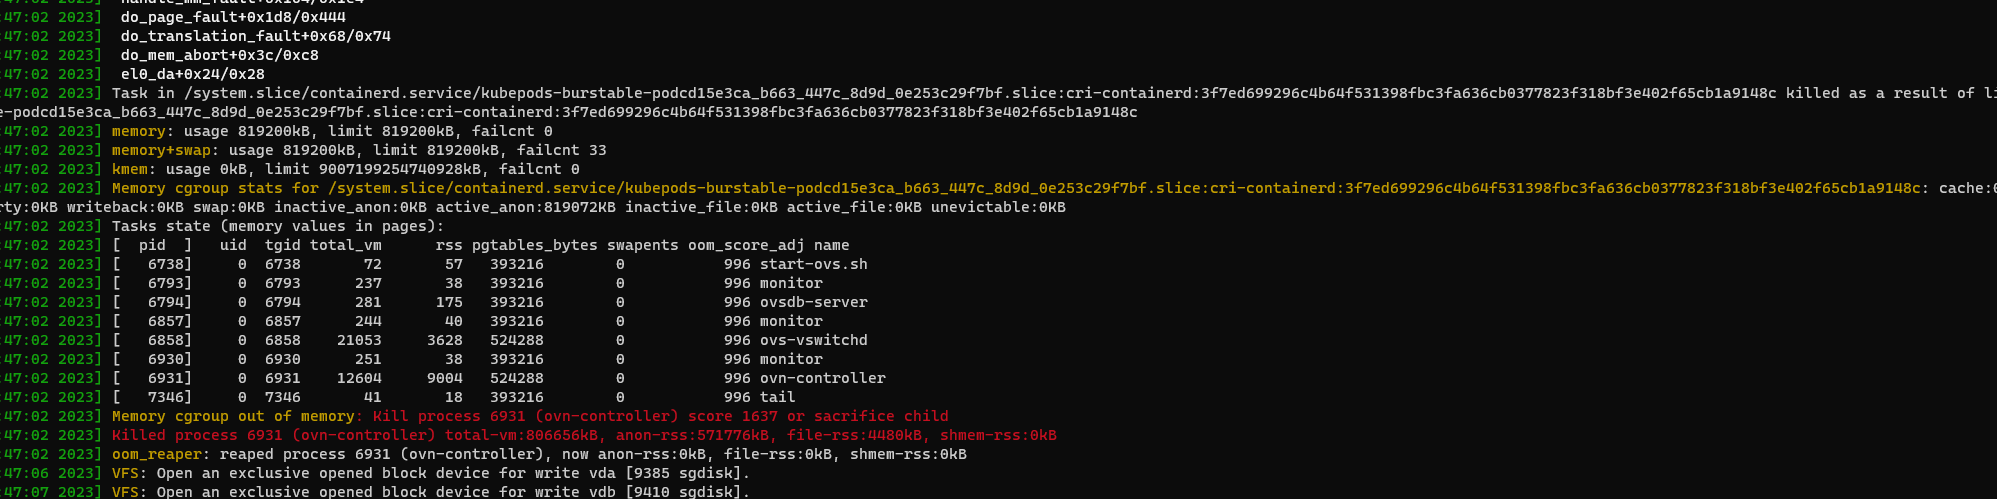 :47:02 2023]
:47:02 2023]  do_page_fault+0x1d8/0x444
:47:02 2023]  do_translation_fault+0x68/0x74
:47:02 2023]  do_mem_abort+0x3c/0xc8
:47:02 2023]  el0_da+0x24/0x28
:47:02 2023] Task in /system.slice/containerd.service/kubepods-burstable-podcd15e3ca_b663_447c_8d9d_0e253c29f7bf.slice:cri-containerd:3f7ed699296c4b64f531398fbc3fa636cb0377823f318bf3e402f65cb1a9148c killed as a result of li
e-podcd15e3ca_b663_447c_8d9d_0e253c29f7bf.slice:cri-containerd:3f7ed699296c4b64f531398fbc3fa636cb0377823f318bf3e402f65cb1a9148c
:47:02 2023] memory: usage 819200kB, limit 819200kB, failcnt 0
:47:02 2023] memory+swap: usage 819200kB, limit 819200kB, failcnt 33
:47:02 2023] kmem: usage 0kB, limit 9007199254740928kB, failcnt 0
:47:02 2023] Memory cgroup stats for /system.slice/containerd.service/kubepods-burstable-podcd15e3ca_b663_447c_8d9d_0e253c29f7bf.slice:cri-containerd:3f7ed699296c4b64f531398fbc3fa636cb0377823f318bf3e402f65cb1a9148c: cache:0
rty:0KB writeback:0KB swap:0KB inactive_anon:0KB active_anon:819072KB inactive_file:0KB active_file:0KB unevictable:0KB
:47:02 2023] Tasks state (memory values in pages):
:47:02 2023] [  pid  ]   uid  tgid total_vm      rss pgtables_bytes swapents oom_score_adj name
:47:02 2023] [   6738]     0  6738       72       57   393216        0           996 start-ovs.sh
:47:02 2023] [   6793]     0  6793      237       38   393216        0           996 monitor
:47:02 2023] [   6794]     0  6794      281      175   393216        0           996 ovsdb-server
:47:02 2023] [   6857]     0  6857      244       40   393216        0           996 monitor
:47:02 2023] [   6858]     0  6858    21053     3628   524288        0           996 ovs-vswitchd
:47:02 2023] [   6930]     0  6930      251       38   393216        0           996 monitor
:47:02 2023] [   6931]     0  6931    12604     9004   524288        0           996 ovn-controller
:47:02 2023] [   7346]     0  7346       41       18   393216        0           996 tail
:47:02 2023] Memory cgroup out of memory: Kill process 6931 (ovn-controller) score 1637 or sacrifice child
:47:02 2023] Killed process 6931 (ovn-controller) total-vm:806656kB, anon-rss:571776kB, file-rss:4480kB, shmem-rss:0kB
:47:02 2023] oom_reaper: reaped process 6931 (ovn-controller), now anon-rss:0kB, file-rss:0kB, shmem-rss:0kB
:47:06 2023] VFS: Open an exclusive opened block device for write vda [9385 sgdisk].
:47:07 2023] VFS: Open an exclusive opened block device for write vdb [9410 sgdisk].